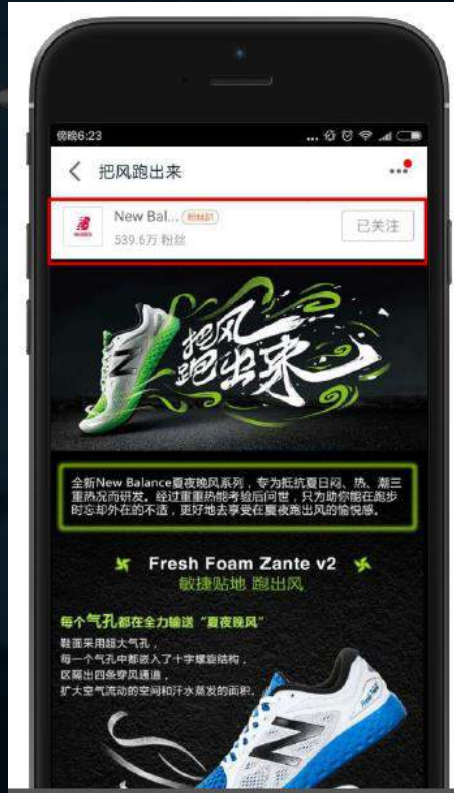 傍晚6:23
把风跑出来
New Bal...
539.6万 粉丝
已关注
把风
跑出来
全新New Balance夏夜晚风系列，专为抵抗夏日闷、热、潮三
重热况而研发。经过重重热能考验后问世，只为助你能在跑步
时忘却外在的不适，更好地去享受在夏夜跑出风的愉悦感。
Fresh Foam Zante v2
敏捷贴地 跑出风
每个气孔都在全力输送“夏夜晚风”
鞋面采用超大气孔，
每一个气孔中都嵌入了十字螺旋结构，
区隔出四条穿风通道，
扩大空气流动的空间和汗水蒸发的面积。